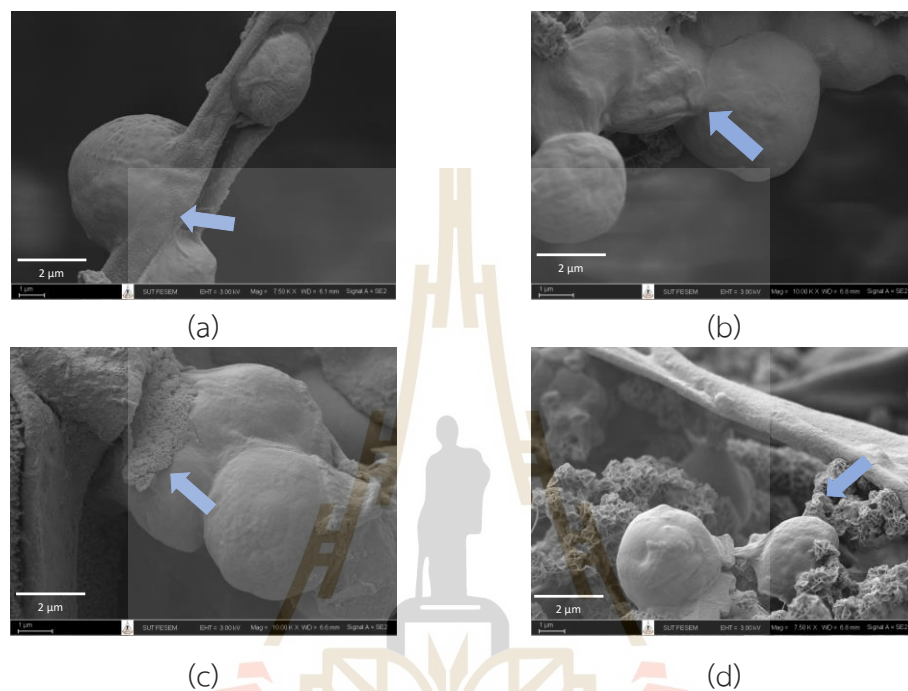 2 µm
1 µm SUT FESEM EHT = 3.00 kV Mag = 7.50 K X WD = 6.1 mm Signal A = SE2
(a)
2 µm
1 µm SUT FESEM EHT = 3.00 kV Mag = 10.00 K X WD = 6.6 mm Signal A = SE2
(b)
2 µm
1 µm SUT FESEM EHT = 3.00 kV Mag = 10.00 K X WD = 6.6 mm Signal A = SE2
(c)
2 µm
1 µm SUT FESEM EHT = 3.00 kV Mag = 7.50 K X WD = 6.6 mm Signal A = SE2
(d)